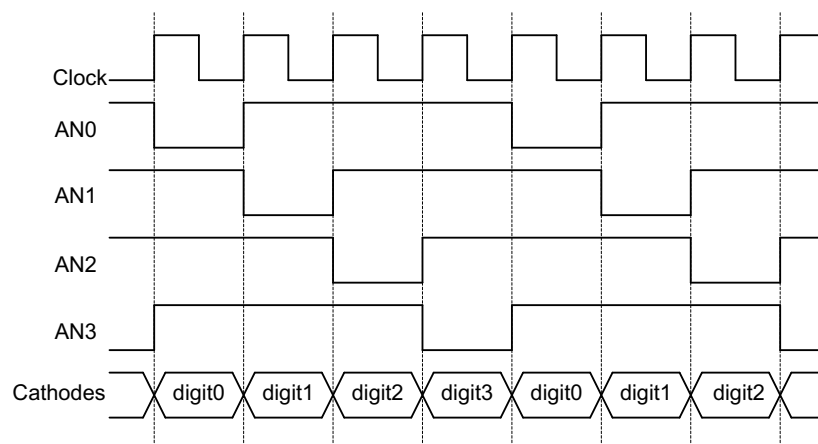 Clock
AN0
AN1
AN2
AN3
Cathodes digit0 digit1 digit2 digit3 digit0 digit1 digit2